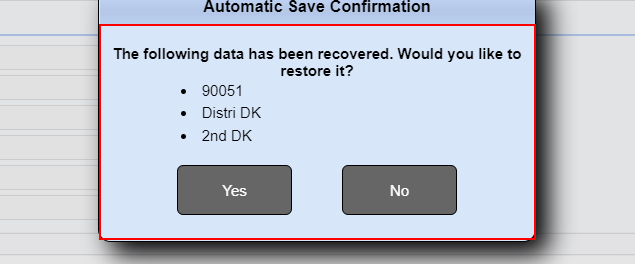 Automatic Save Confirmation
The following data has been recovered. Would you like to
restore it?
• 90051
• Distri DK
• 2nd DK
Yes
No